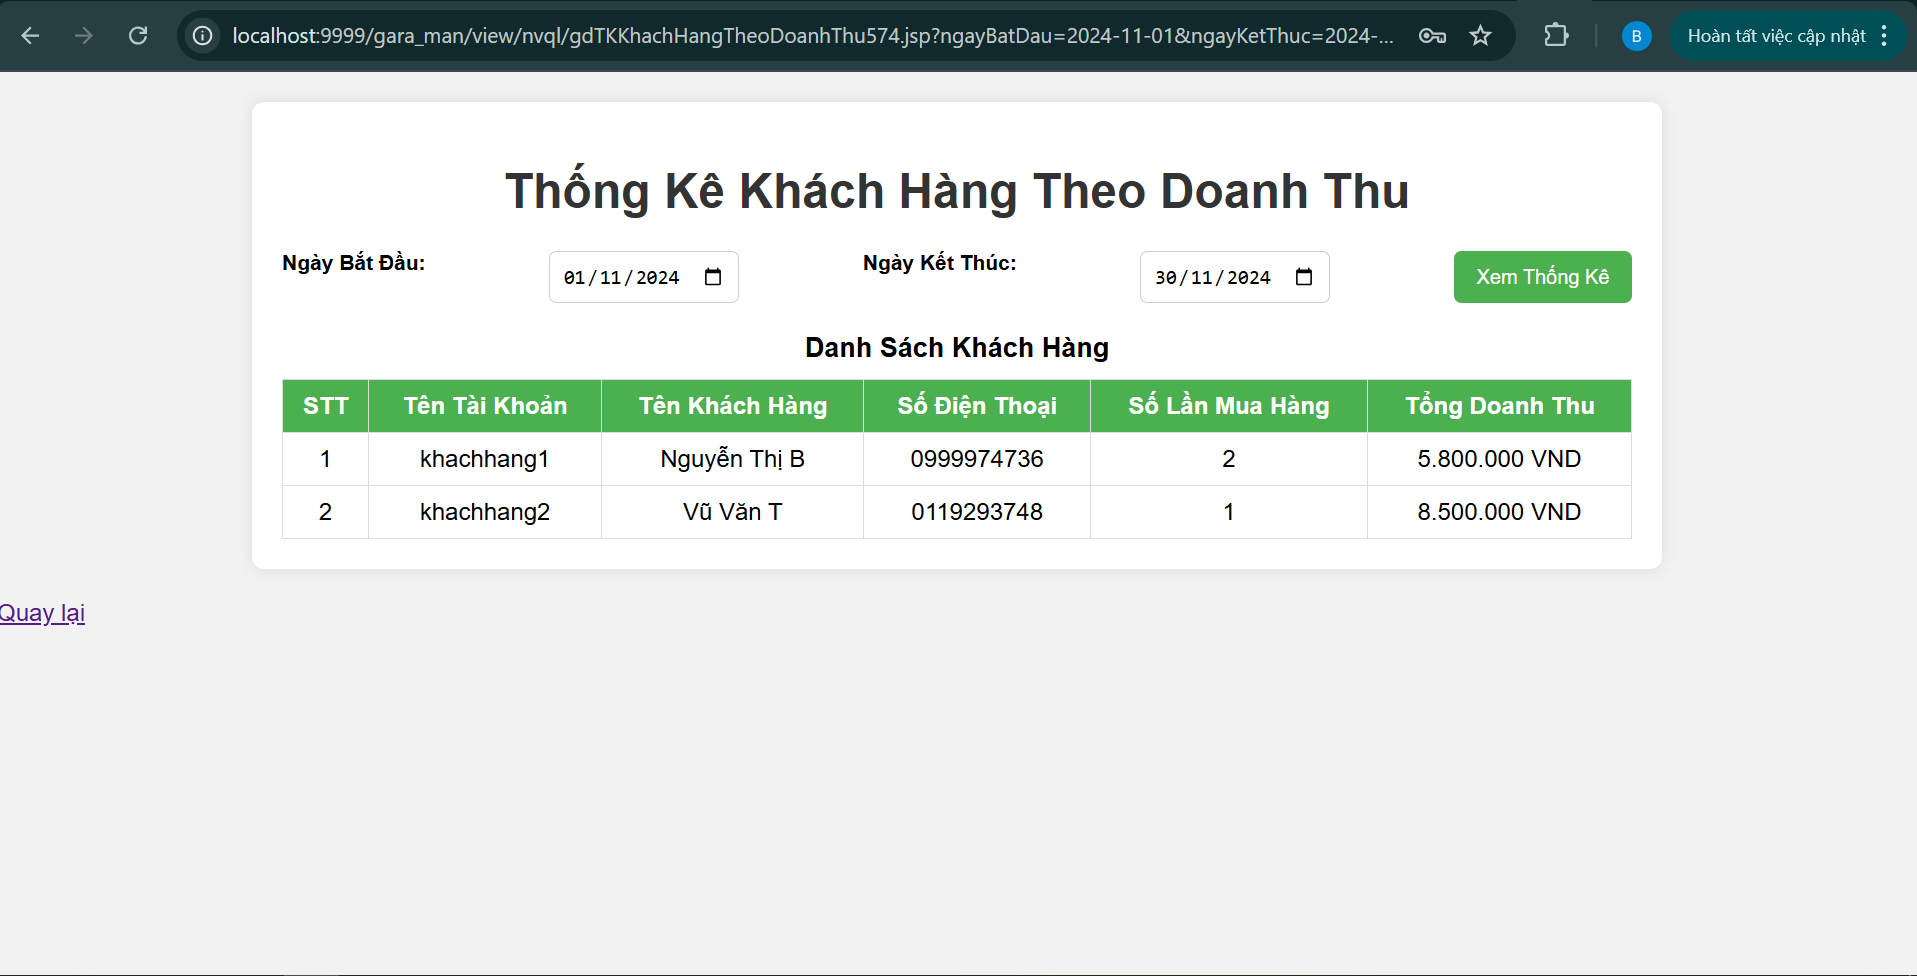 localhost:9999/gara_man/view/nvql/gdTKKhachHangTheoDoanhThu574.jsp?ngayBatDau=2024-11-01&ngayKetThuc=2024-... B Hoàn tất việc cập nhật
Thống Kê Khách Hàng Theo Doanh Thu
Ngày Bắt Đầu: 01/11/2024 Ngày Kết Thúc: 30/11/2024 Xem Thống Kê
Danh Sách Khách Hàng
STT Tên Tài Khoản Tên Khách Hàng Số Điện Thoại Số Lần Mua Hàng Tổng Doanh Thu
1 khachhang1 Nguyễn Thị B 0999974736 2 5.800.000 VND
2 khachhang2 Vũ Văn T 0119293748 1 8.500.000 VND
Quay lại